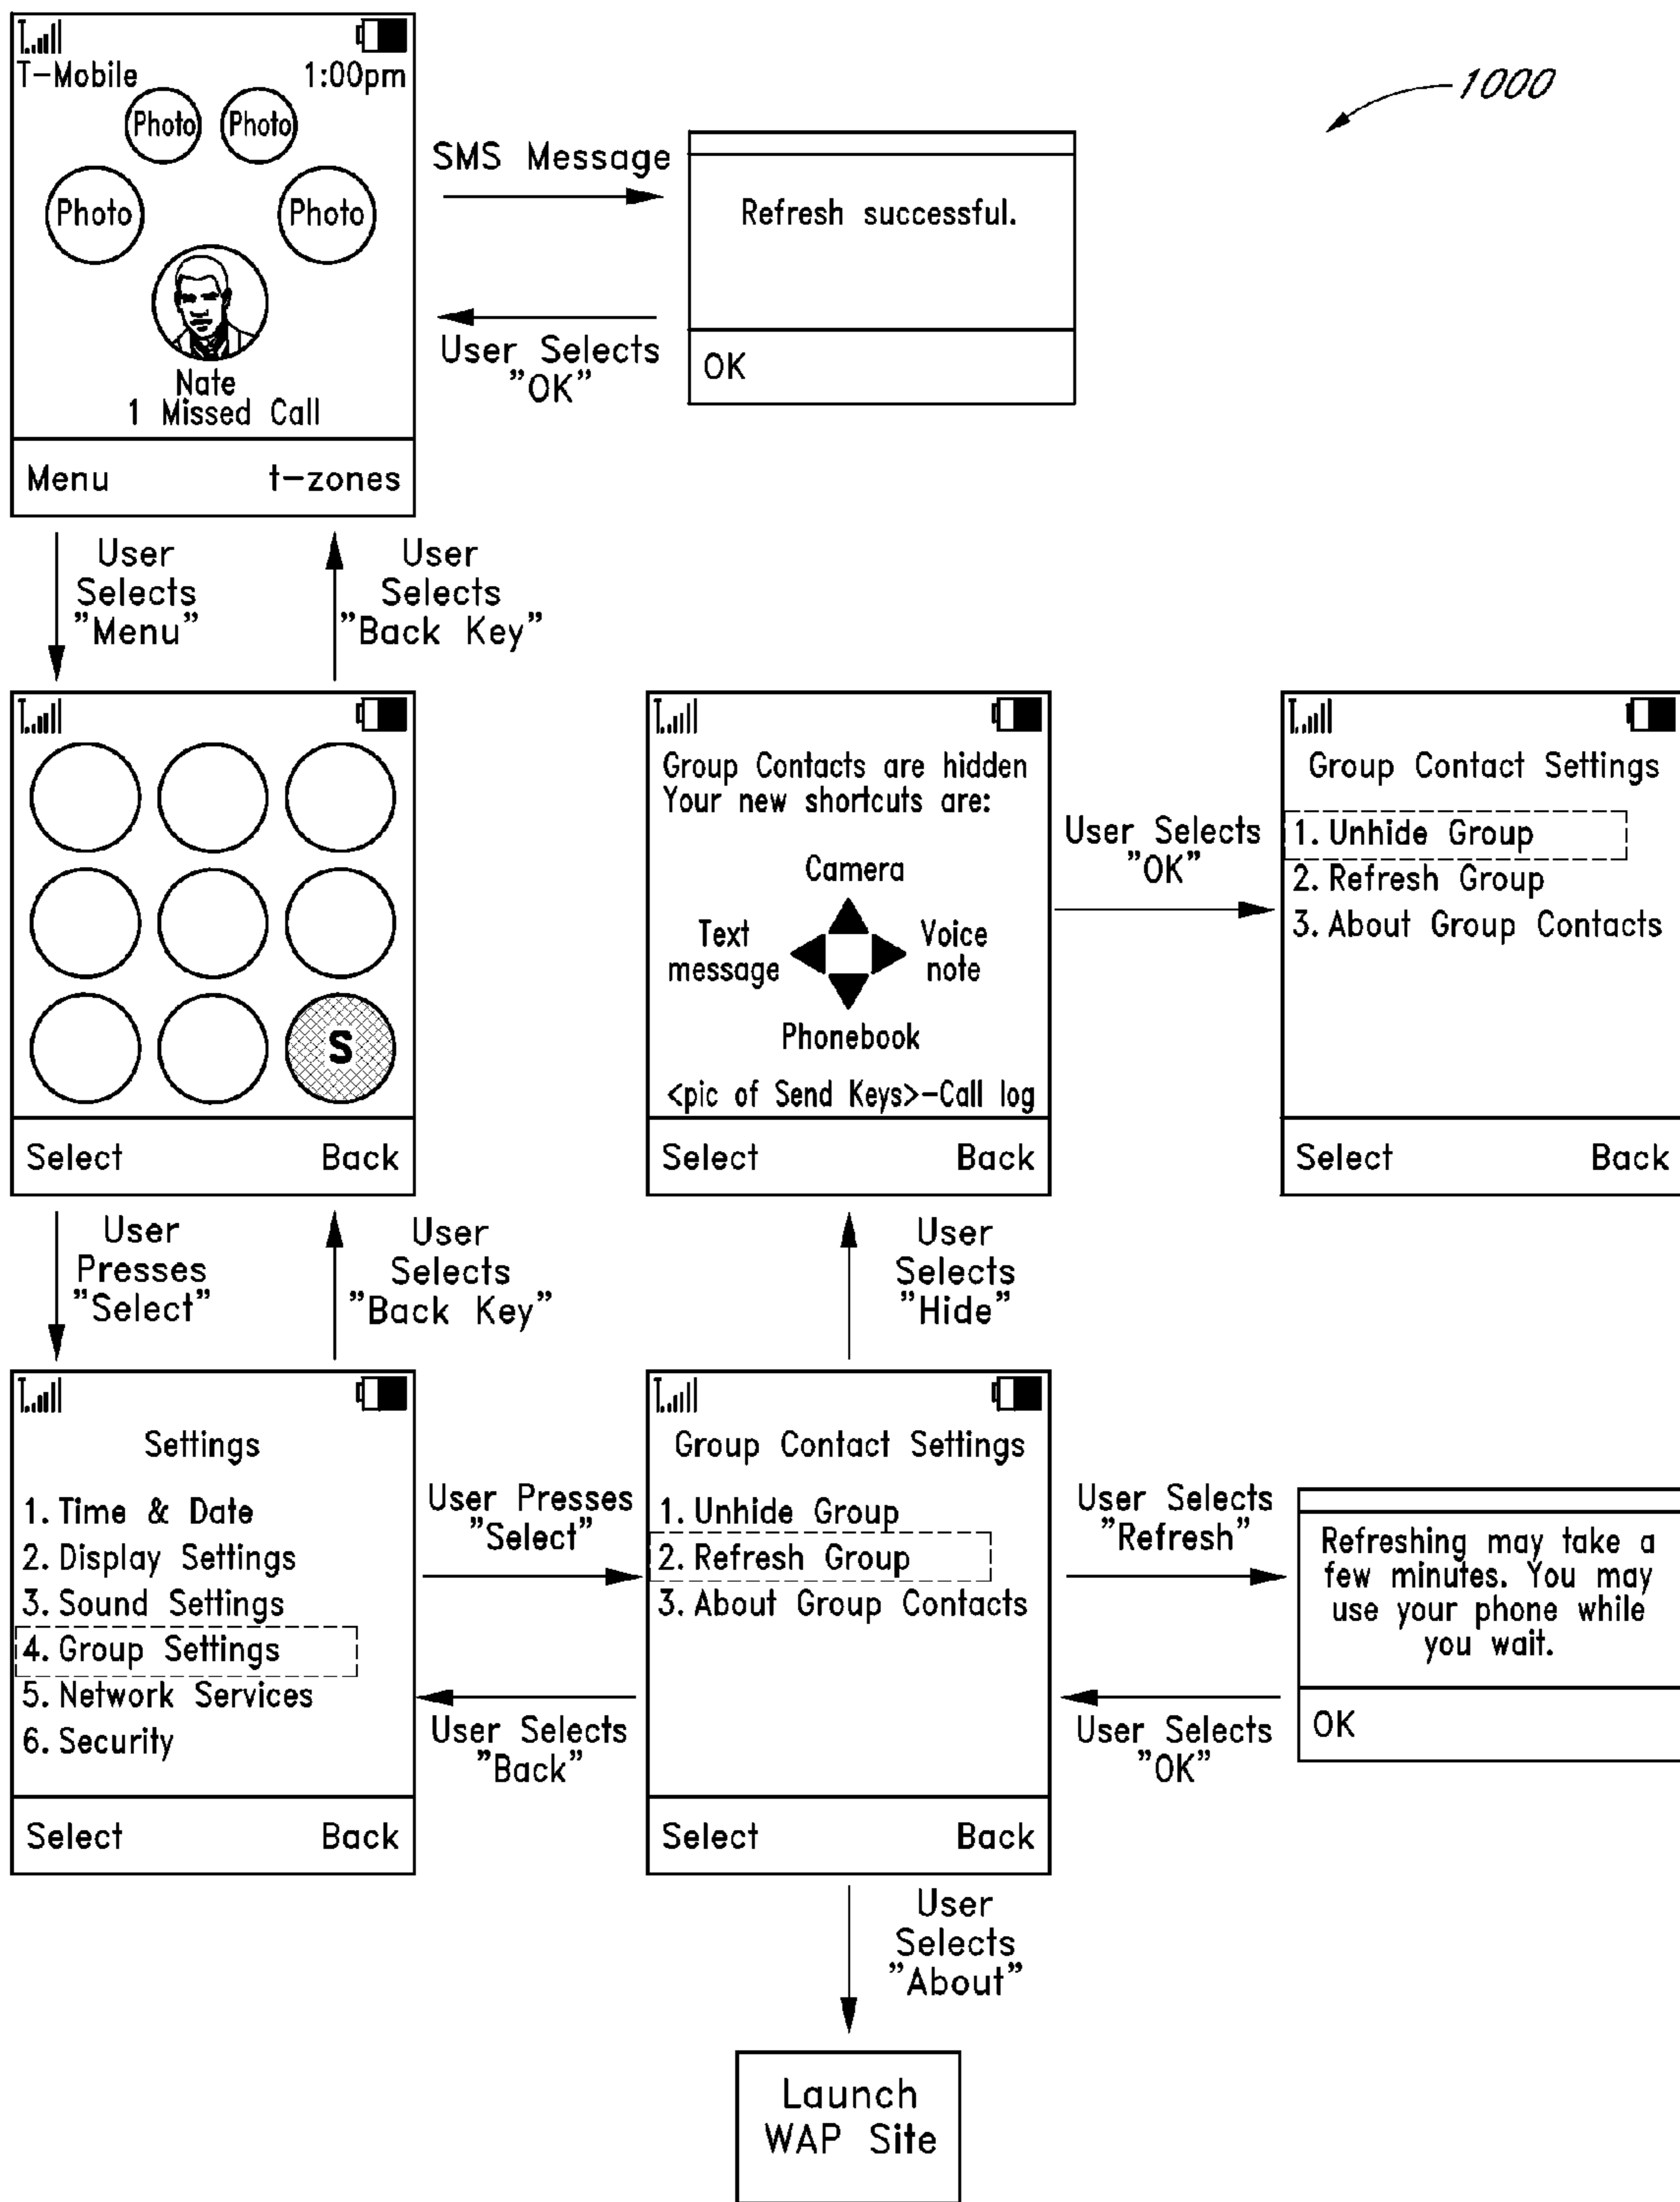 1000
T-Mobile 1:00pm
Photo Photo
Photo Photo
Nate
1 Missed Call
Menu t-zones
SMS Message
User Selects
"OK"
Refresh successful.
OK
User
Selects
"Menu"
User
Selects
"Back Key"
S
Select Back
Group Contacts are hidden
Your new shortcuts are:
Camera
Text
message
Voice
note
Phonebook
<pic of Send Keys>-Call log
Select Back
User Selects
"OK"
Group Contact Settings
1. Unhide Group
2. Refresh Group
3. About Group Contacts
Select Back
User
Presses
"Select"
User
Selects
"Back Key"
User
Selects
"Hide"
Settings
1. Time & Date
2. Display Settings
3. Sound Settings
4. Group Settings
5. Network Services
6. Security
Select Back
User Presses
"Select"
User Selects
"Back"
Group Contact Settings
1. Unhide Group
2. Refresh Group
3. About Group Contacts
Select Back
User Selects
"Refresh"
User Selects
"OK"
Refreshing may take a
few minutes. You may
use your phone while
you wait.
OK
User
Selects
"About"
Launch
WAP Site